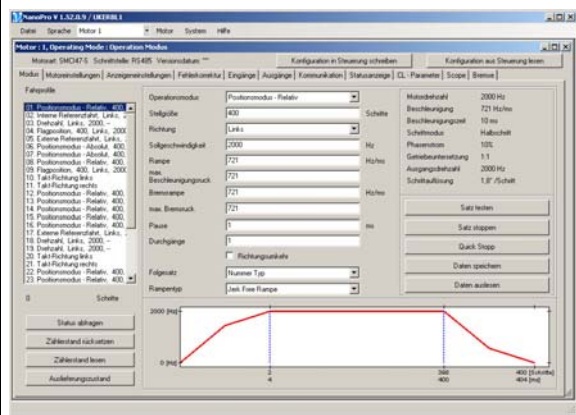 NanoPro V 1.52.0.9 / UKERBL1
Datei Sprache Motor 1 Motor System Hilfe
Motor : 1, Operating Mode : Operation Modus
Motorart: SMCI47-S Schnittstelle: RS485 Versionsdatum: ""
Konfiguration in Steuerung schreiben
Konfiguration aus Steuerung lesen
Modus Motoreinstellungen Anzeigeneinstellungen Fehlerkorrektur Eingänge Ausgänge Kommunikation Statusanzeige CL - Parameter Scope Bremse
Fahrprofile
01. Positionsmodus - Relativ, 400,
02. Interne Referenzfahrt, Links, 2
03. Drehzahl, Links, 2000, --
04. Flagposition, 400, Links, 2000
05. Externe Referenzfahrt, Links,
06. Positionsmodus - Absolut, 400,
07. Positionsmodus - Absolut, 400,
08. Positionsmodus - Relativ, 400,
09. Flagposition, 400, Links, 2000
10. Takt-Richtung links
11. Takt-Richtung rechts
12. Positionsmodus - Relativ, 400,
13. Positionsmodus - Relativ, 400,
14. Positionsmodus - Relativ, 400,
15. Positionsmodus - Relativ, 400,
16. Positionsmodus - Relativ, 400,
17. Externe Referenzfahrt, Links,
18. Drehzahl, Links, 2000, --
19. Drehzahl, Links, 2000, --
20. Takt-Richtung links
21. Takt-Richtung rechts
22. Positionsmodus - Relativ, 400,
23. Positionsmodus - Relativ, 400,
0 Schritte
Status abfragen
Zählerstand rücksetzen
Zählerstand lesen
Auslieferungszustand
Operationsmodus Positionsmodus - Relativ
Stellgröße 400 Schritte
Richtung Links
Sollgeschwindigkeit 2000 Hz
Rampe 721 Hz/ms
max. Beschleunigungsruck 721
Bremsrampe 721 Hz/ms
max. Bremsruck 721
Pause 1 ms
Durchgänge 1
Richtungsumkehr
Folgesatz Nummer Typ
Rampentyp Jerk Free Rampe
Motordrehzahl 2000 Hz
Beschleunigung 721 Hz/ms
Beschleunigungszeit 10 ms
Schrittmodus Halbschritt
Phasenstrom 10%
Getriebeuntersetzung 1:1
Ausgangsdrehzahl 2000 Hz
Schrittauflösung 1,8° /Schritt
Satz testen
Satz stoppen
Quick Stopp
Daten speichern
Daten auslesen
2000 [Hz]
0 [Hz]
2 398 400 [Schritte]
4 400 404 [ms]